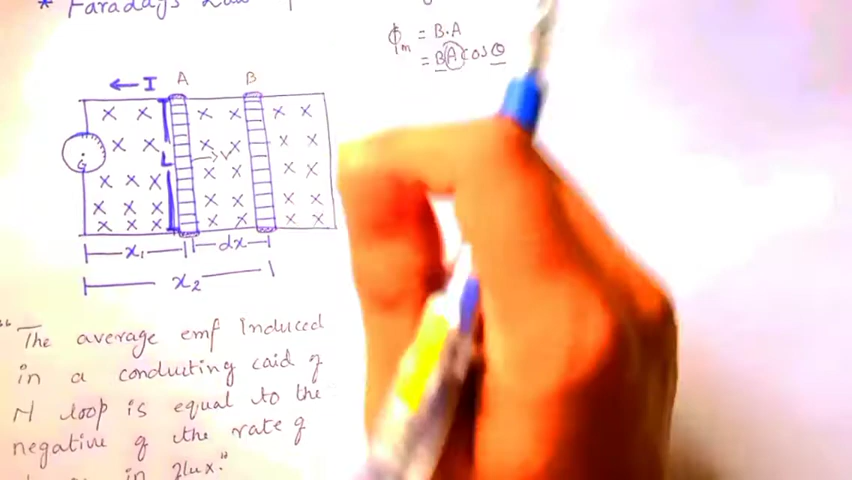 * Faraday's Law
Φm = B.A
= BA cos θ
← I A B
G
L
→ V
x1 dx
x2
"The average emf Induced
in a conducting caid of
N loop is equal to the
negative of the rate of
in flux."